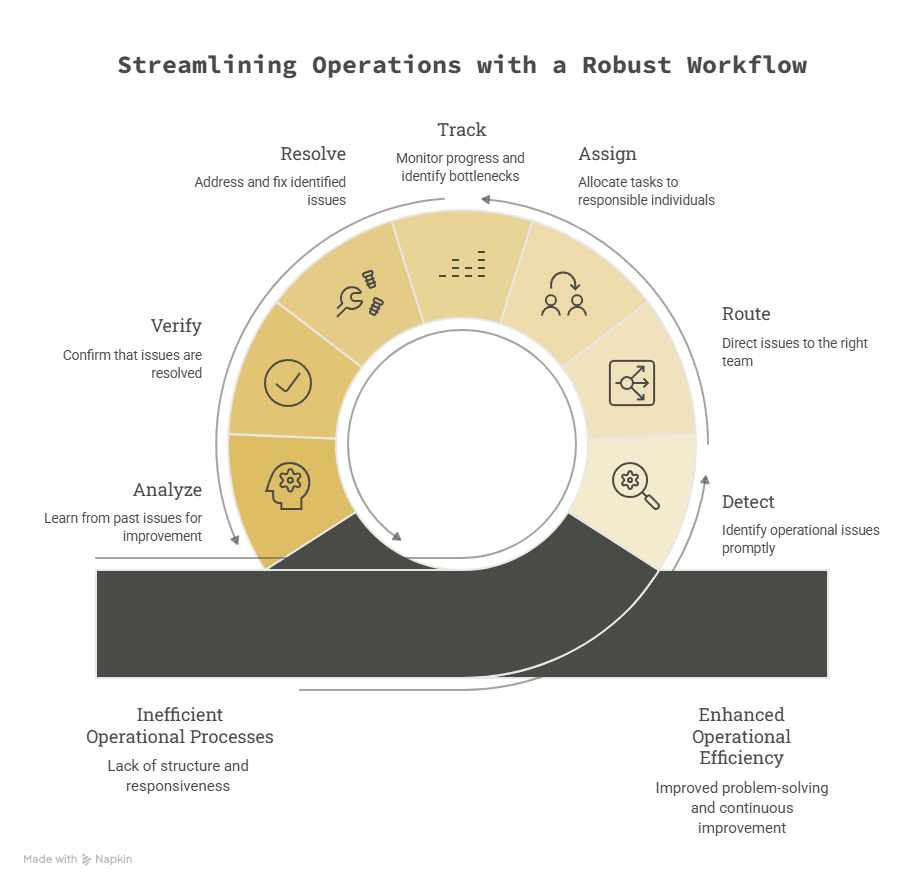 Streamlining Operations with a Robust Workflow
Track
Monitor progress and
identify bottlenecks
Resolve
Address and fix identified
issues
Assign
Allocate tasks to
responsible individuals
Verify
Confirm that issues are
resolved
Route
Direct issues to the right
team
Analyze
Learn from past issues for
improvement
Detect
Identify operational issues
promptly
Inefficient
Operational Processes
Lack of structure and
responsiveness
Enhanced
Operational
Efficiency
Improved problem-solving
and continuous
improvement
Made with Napkin